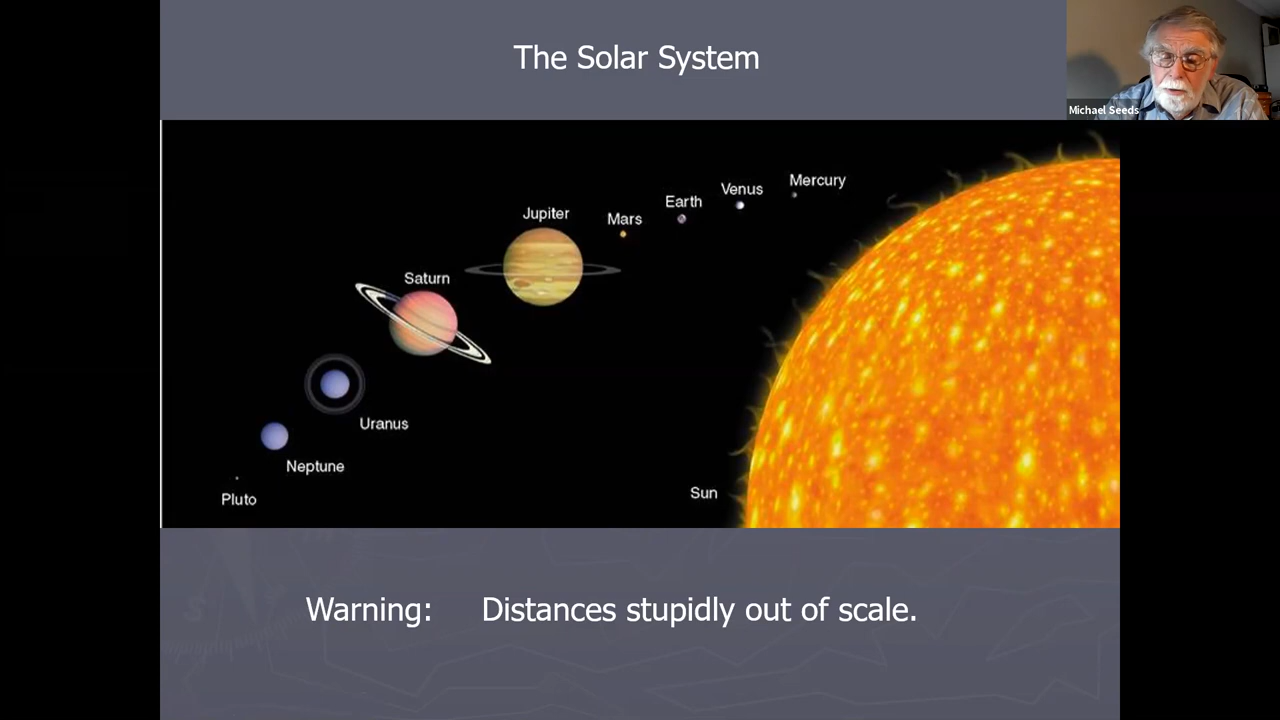 The Solar System
Michael Seeds
Mercury
Venus
Earth
Mars
Jupiter
Saturn
Uranus
Neptune
Pluto
Sun
Warning: Distances stupidly out of scale.